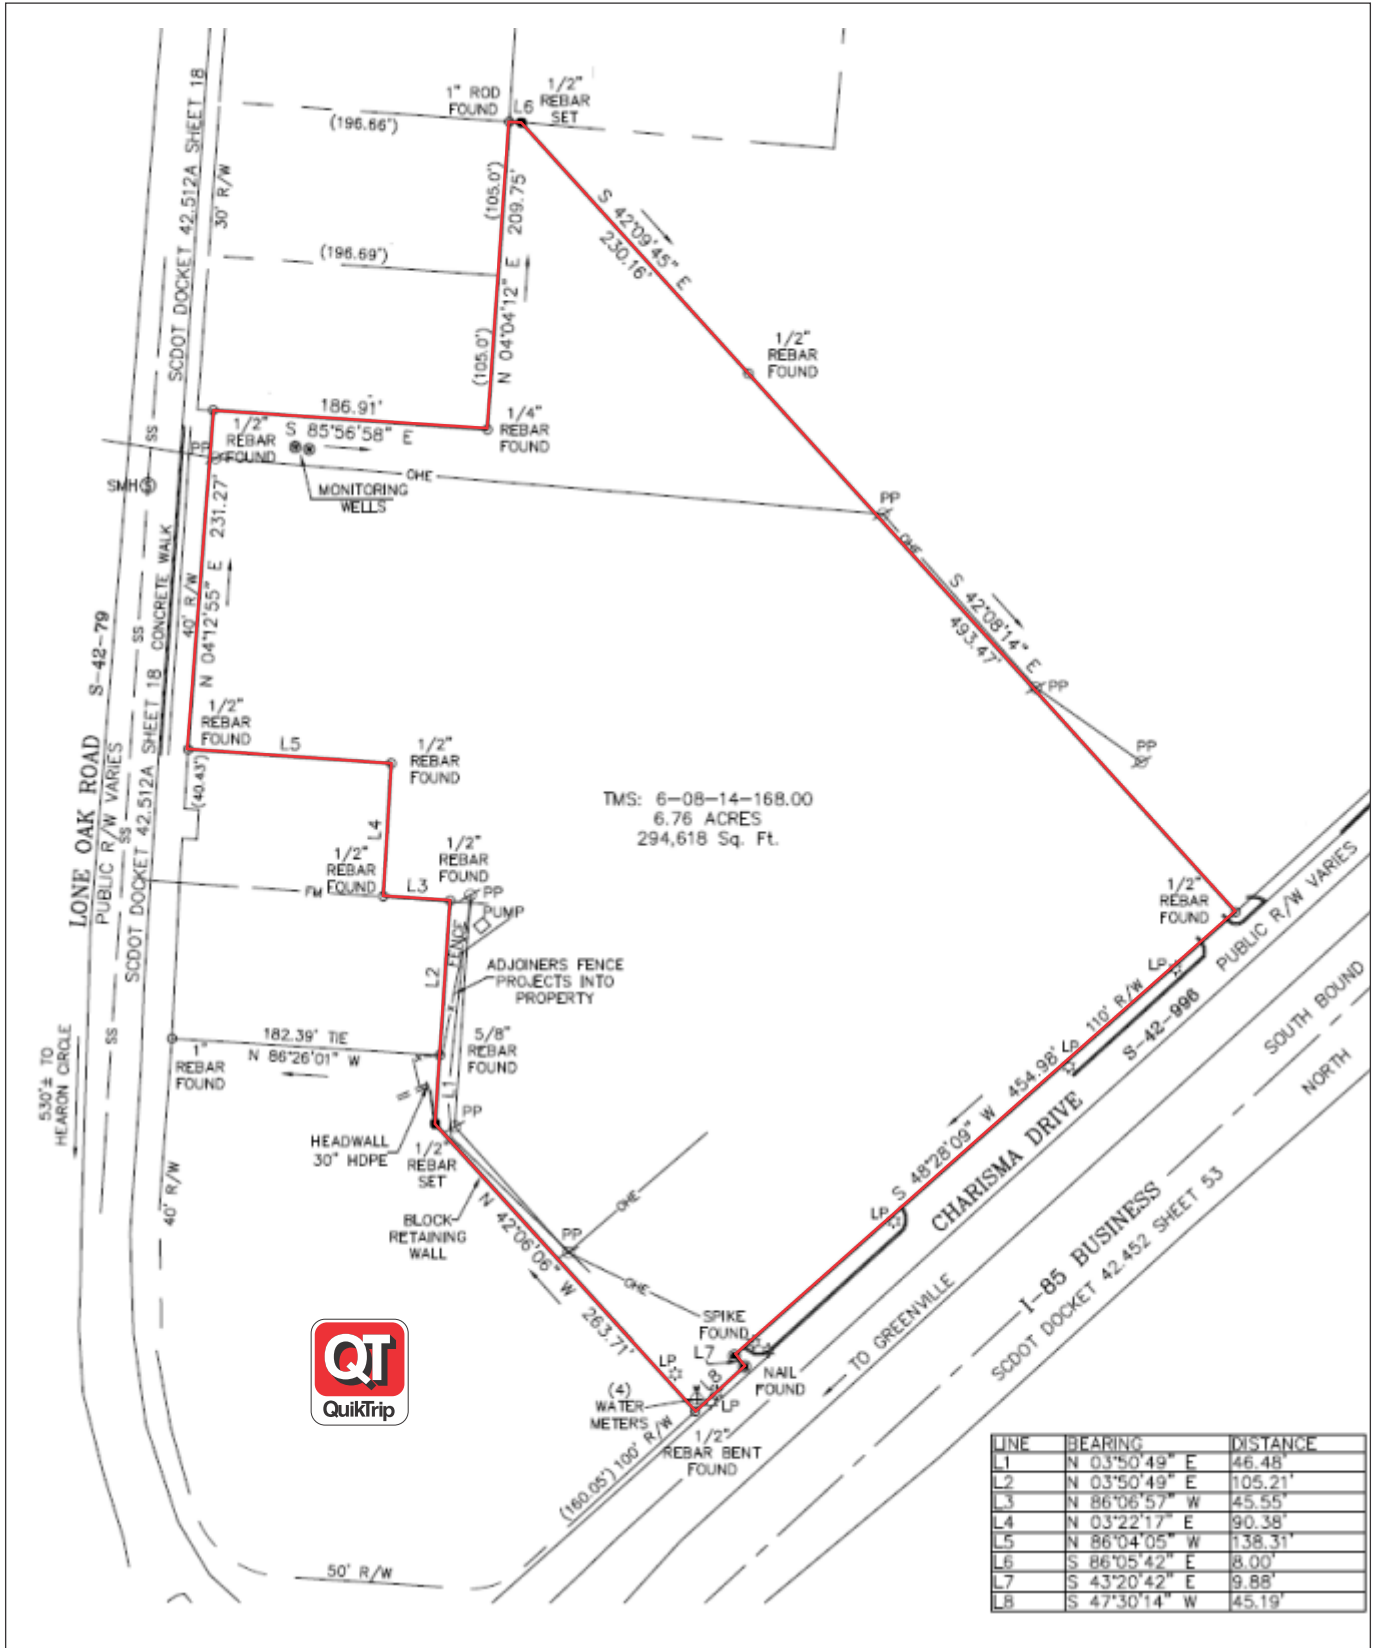 1" ROD
FOUND
L6
1/2"
REBAR
SET
(196.66')
SCDOT DOCKET 42.512A SHEET 18
30' R/W
(105.0')
209.75'
(196.69')
N 04°04'12" E
(105.0')
S 42°09'45" E
230.16'
1/2"
REBAR
FOUND
186.91'
S 85°56'58" E
1/2"
REBAR
FOUND
1/4"
REBAR
FOUND
PP
SS
SMH
S
MONITORING
WELLS
OHE
PP
OHE
231.27'
N 04°12'55" E
40' R/W
CONCRETE WALK
S 42°08'14" E
493.47'
PP
PP
SS
LONE OAK ROAD S-42-79
PUBLIC R/W VARIES
SCDOT DOCKET 42.512A SHEET 18
SS
1/2"
REBAR
FOUND
L5
1/2"
REBAR
FOUND
(40.43')
TMS: 6-08-14-168.00
6.76 ACRES
294,618 Sq. Ft.
L4
1/2"
REBAR
FOUND
1/2"
REBAR
FOUND
FM
L3
PP
PUMP
FENCE
L2
ADJOINERS FENCE
PROJECTS INTO
PROPERTY
1/2"
REBAR
FOUND
PUBLIC R/W VARIES
LP
110' R/W
S-42-996
SOUTH BOUND
NORTH
SS
530'± TO
HEARON CIRCLE
182.39' TIE
N 86°26'01" W
1"
REBAR
FOUND
5/8"
REBAR
FOUND
L1
PP
LP
S 48°28'09" W 454.98'
CHARISMA DRIVE
HEADWALL
30" HDPE
1/2"
REBAR
SET
BLOCK
RETAINING
WALL
40' R/W
N 42°06'06" W 263.71'
OHE
PP
OHE
LP
I-85 BUSINESS
SCDOT DOCKET 42.452 SHEET 53
TO GREENVILLE
SPIKE
FOUND
L7
NAIL
FOUND
LP
L8
LP
(4)
WATER
METERS
1/2"
REBAR BENT
FOUND
(160.05') 100' R/W
50' R/W
QT
QuikTrip
LINE BEARING DISTANCE
L1 N 03°50'49" E 46.48'
L2 N 03°50'49" E 105.21'
L3 N 86°06'57" W 45.55'
L4 N 03°22'17" E 90.38'
L5 N 86°04'05" W 138.31'
L6 S 86°05'42" E 8.00'
L7 S 43°20'42" E 9.88'
L8 S 47°30'14" W 45.19'